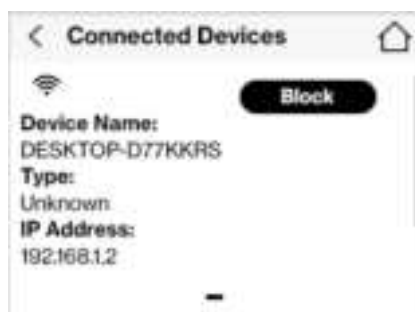 Connected Devices
Block
Device Name:
DESKTOP-D77KKRS
Type:
Unknown
IP Address:
192.168.1.2